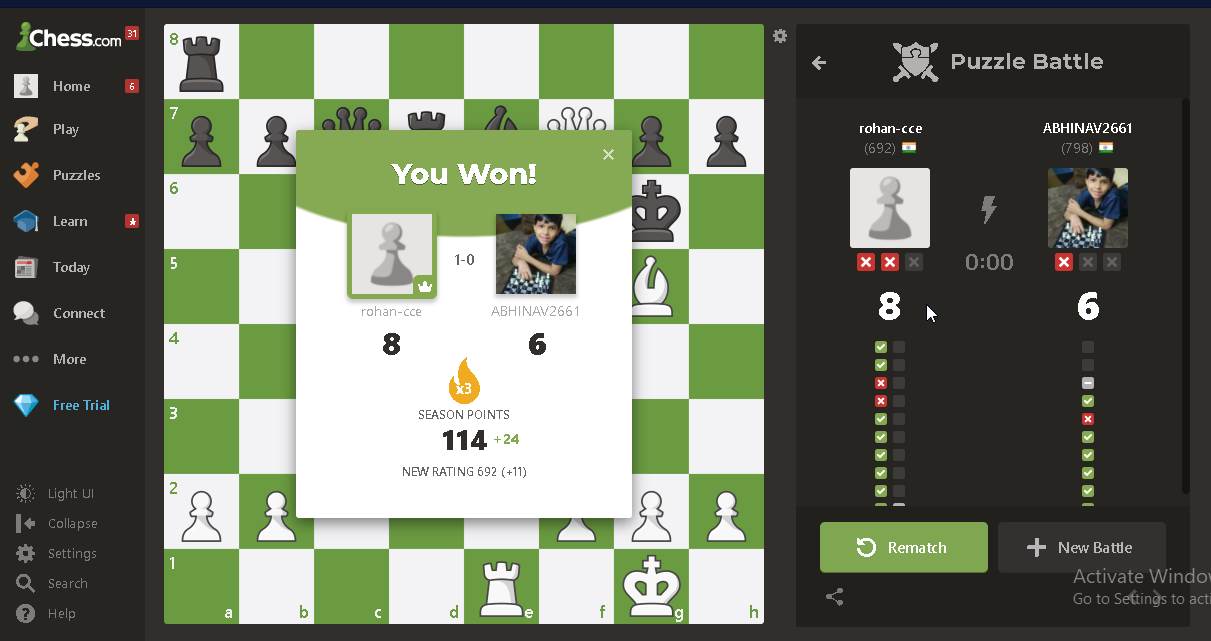 Chess.com 31
Home 6
Play
Puzzles
Learn
Today
Connect
More
Free Trial
Light UI
Collapse
Settings
Search
Help
8
7
6
5
4
3
2
1
a b c d e f g h
You Won!
1-0
rohan-cce ABHINAV2661
8 6
x3
SEASON POINTS
114 +24
NEW RATING 692 (+11)
Puzzle Battle
rohan-cce ABHINAV2661
(692) (798)
0:00
8 6
Rematch New Battle
Activate Windov
Go to Settings to acti